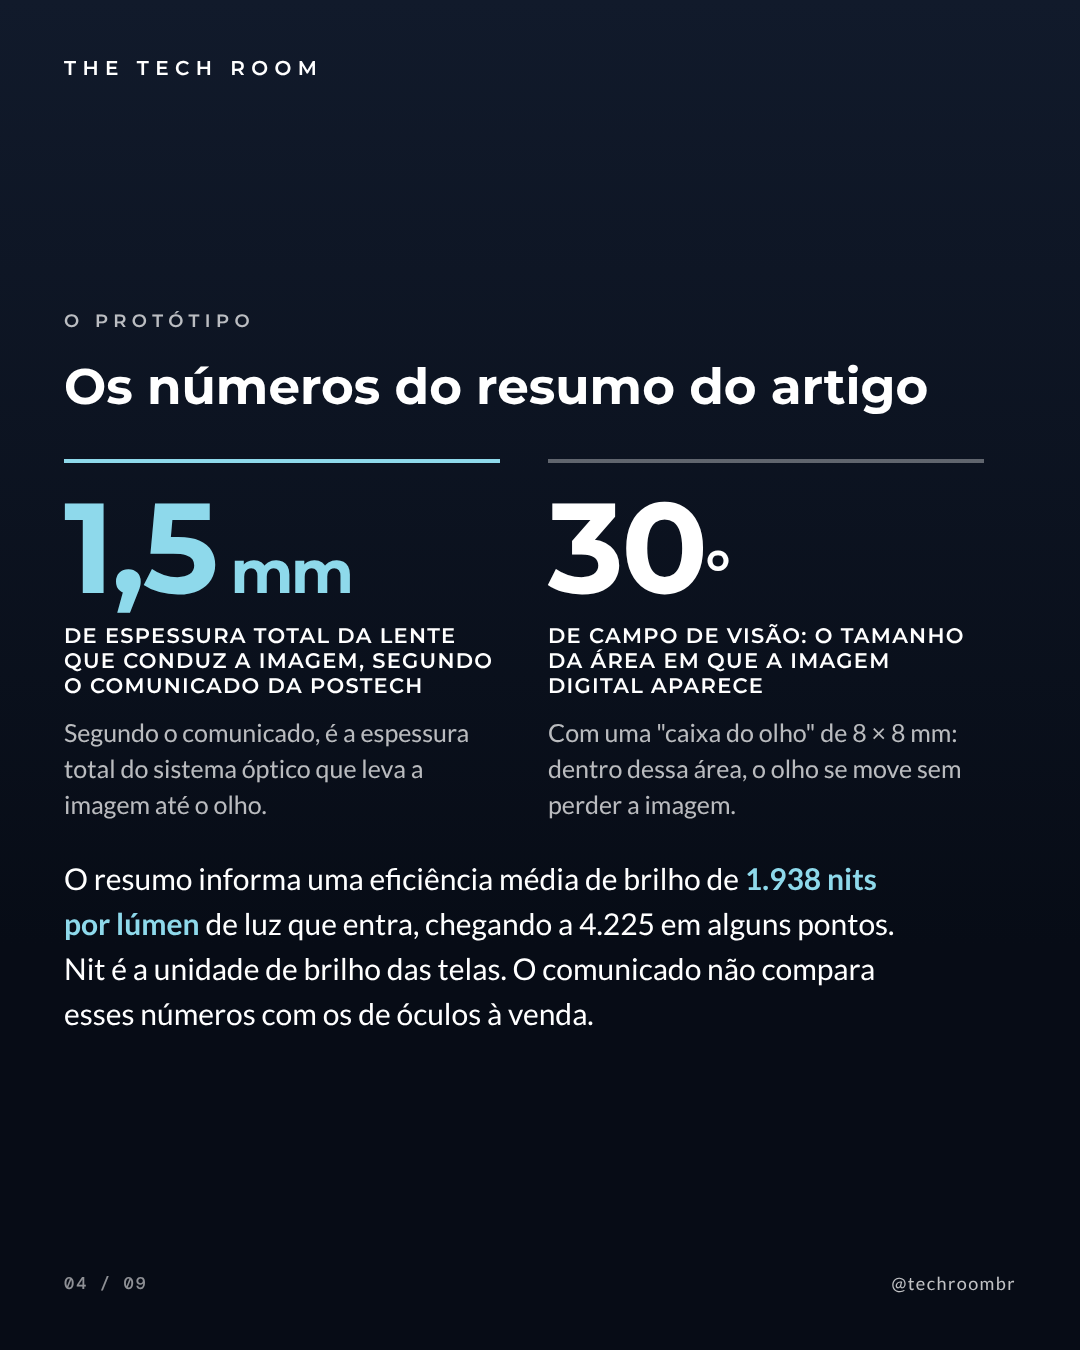 THE TECH ROOM
O PROTÓTIPO
Os números do resumo do artigo
1,5 mm
DE ESPESSURA TOTAL DA LENTE
QUE CONDUZ A IMAGEM, SEGUNDO
O COMUNICADO DA POSTECH
Segundo o comunicado, é a espessura
total do sistema óptico que leva a
imagem até o olho.
30°
DE CAMPO DE VISÃO: O TAMANHO
DA ÁREA EM QUE A IMAGEM
DIGITAL APARECE
Com uma "caixa do olho" de 8 × 8 mm:
dentro dessa área, o olho se move sem
perder a imagem.
O resumo informa uma eficiência média de brilho de 1.938 nits
por lúmen de luz que entra, chegando a 4.225 em alguns pontos.
Nit é a unidade de brilho das telas. O comunicado não compara
esses números com os de óculos à venda.
04 / 09
@techroombr